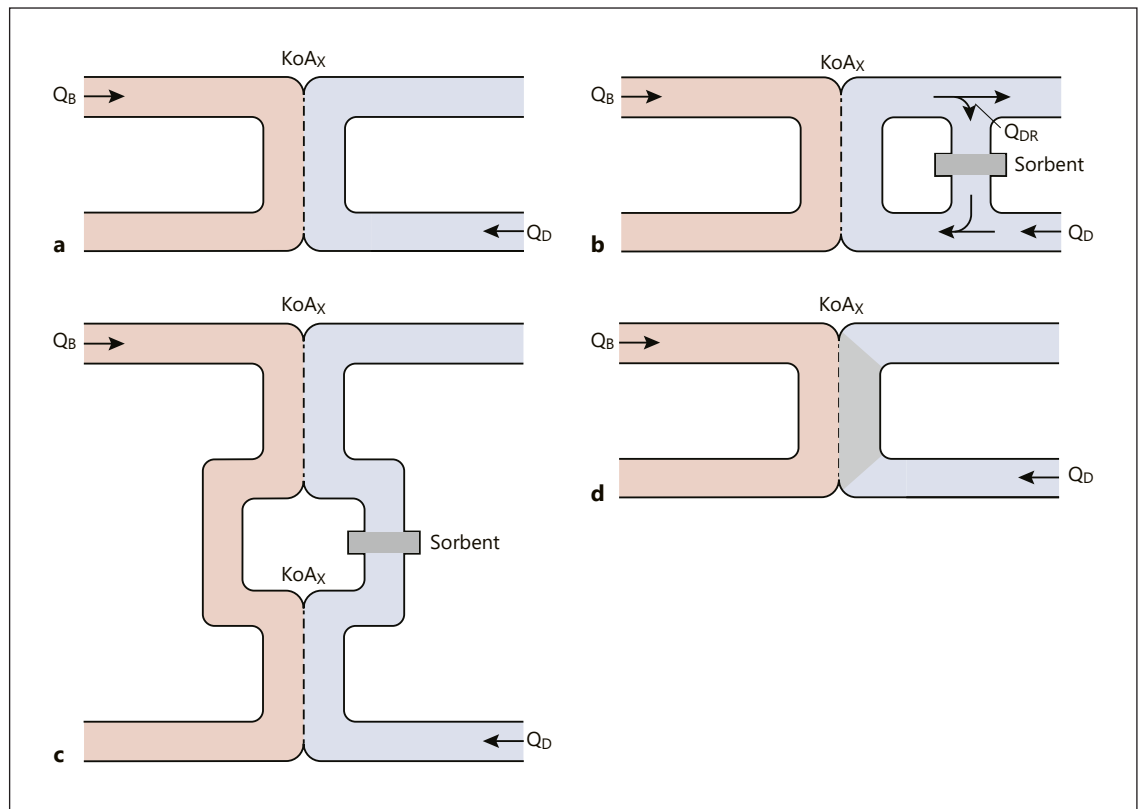 KoAX
QB
QD
a
KoAX
QB
QDR
Sorbent
QD
b
KoAX
QB
Sorbent
KoAX
QD
c
KoAX
QB
QD
d